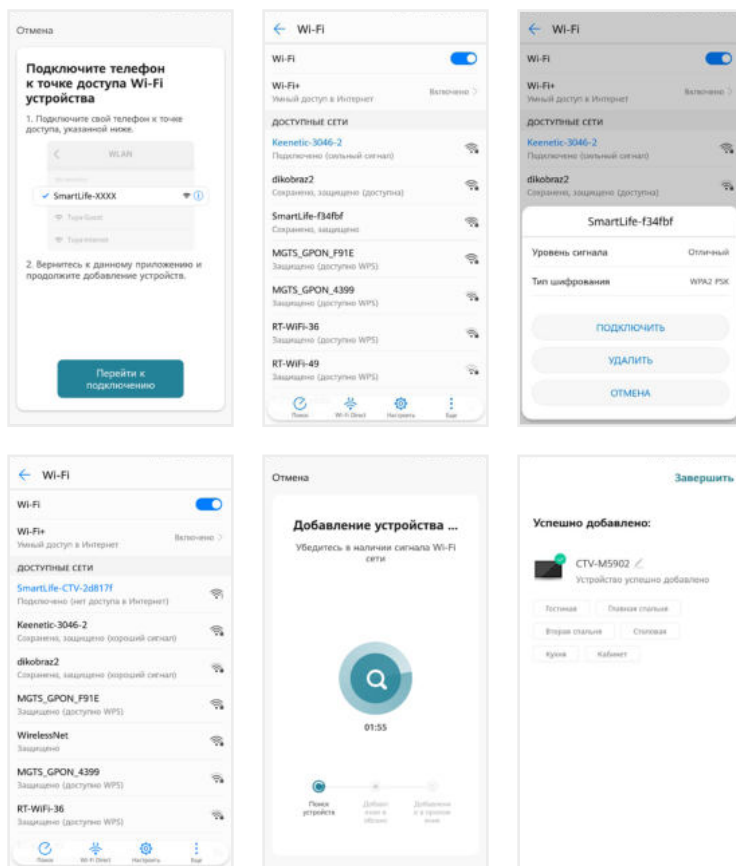 Отмена
Подключите телефон
к точке доступа Wi-Fi
устройства
1. Подключите свой телефон к точке
доступа, указанной ниже.
WLAN
SmartLife-XXXX
Tuya Guest
Tuya Internet
2. Вернитесь к данному приложению и
продолжите добавление устройств.
Перейти к
подключению
Wi-Fi
Wi-Fi
Wi-Fi+
Умный доступ в Интернет
Включено
ДОСТУПНЫЕ СЕТИ
Keenetic-3046-2
Подключено (сильный сигнал)
dikobraz2
Сохранено, защищено (доступна)
SmartLife-f34fbf
Сохранено, защищено
MGTS_GPON_F91E
Защищено (доступно WPS)
MGTS_GPON_4399
Защищено (доступно WPS)
RT-WiFi-36
Защищено (доступно WPS)
RT-WiFi-49
Защищено (доступно WPS)
Поиск
Wi-Fi Direct
Настроить
Еще
Wi-Fi
Wi-Fi
Wi-Fi+
Умный доступ в Интернет
Включено
ДОСТУПНЫЕ СЕТИ
Keenetic-3046-2
Подключено (сильный сигнал)
dikobraz2
Сохранено, защищено (доступна)
SmartLife-f34fbf
Уровень сигнала
Отличный
Тип шифрования
WPA2 PSK
ПОДКЛЮЧИТЬ
УДАЛИТЬ
ОТМЕНА
Wi-Fi
Wi-Fi
Wi-Fi+
Умный доступ в Интернет
Включено
ДОСТУПНЫЕ СЕТИ
SmartLife-CTV-2d817f
Подключено (нет доступа в Интернет)
Keenetic-3046-2
Сохранено, защищено (хороший сигнал)
dikobraz2
Сохранено, защищено (хороший сигнал)
MGTS_GPON_F91E
Защищено (доступно WPS)
WirelessNet
Защищено
MGTS_GPON_4399
Защищено (доступно WPS)
RT-WiFi-36
Защищено (доступно WPS)
Поиск
Wi-Fi Direct
Настроить
Еще
Отмена
Добавление устройства ...
Убедитесь в наличии сигнала Wi-Fi
сети
01:55
Поиск
устройства
Завершить
Успешно добавлено:
CTV-M5902
Устройство успешно добавлено
Гостиная
Главная спальня
Вторая спальня
Столовая
Кухня
Кабинет